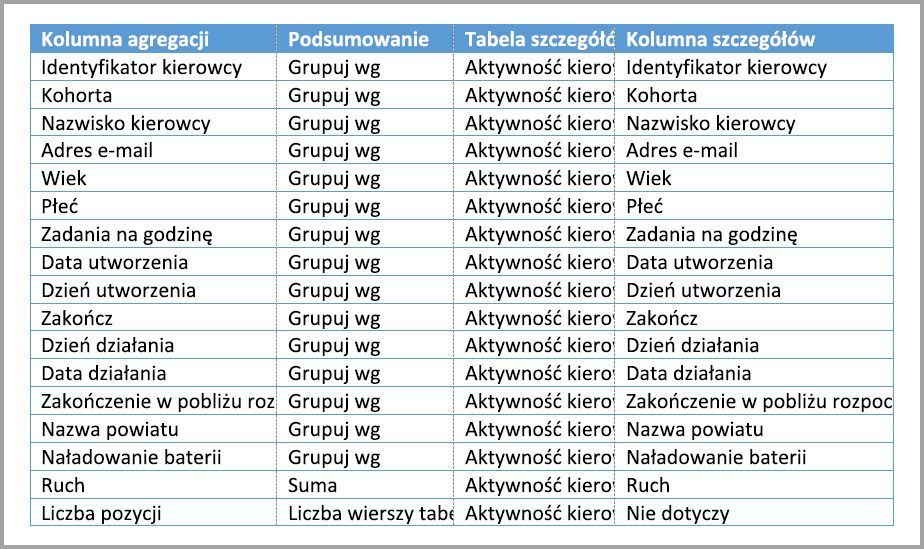 Kolumna agregacji Podsumowanie Tabela szczegółó Kolumna szczegółów
Identyfikator kierowcy Grupuj wg Aktywność kiero Identyfikator kierowcy
Kohorta Grupuj wg Aktywność kiero Kohorta
Nazwisko kierowcy Grupuj wg Aktywność kiero Nazwisko kierowcy
Adres e-mail Grupuj wg Aktywność kiero Adres e-mail
Wiek Grupuj wg Aktywność kiero Wiek
Płeć Grupuj wg Aktywność kiero Płeć
Zadania na godzinę Grupuj wg Aktywność kiero Zadania na godzinę
Data utworzenia Grupuj wg Aktywność kiero Data utworzenia
Dzień utworzenia Grupuj wg Aktywność kiero Dzień utworzenia
Zakończ Grupuj wg Aktywność kiero Zakończ
Dzień działania Grupuj wg Aktywność kiero Dzień działania
Data działania Grupuj wg Aktywność kiero Data działania
Zakończenie w pobliżu roz Grupuj wg Aktywność kiero Zakończenie w pobliżu rozpoc
Nazwa powiatu Grupuj wg Aktywność kiero Nazwa powiatu
Naładowanie baterii Grupuj wg Aktywność kiero Naładowanie baterii
Ruch Suma Aktywność kiero Ruch
Liczba pozycji Liczba wierszy tabe Aktywność kiero Nie dotyczy